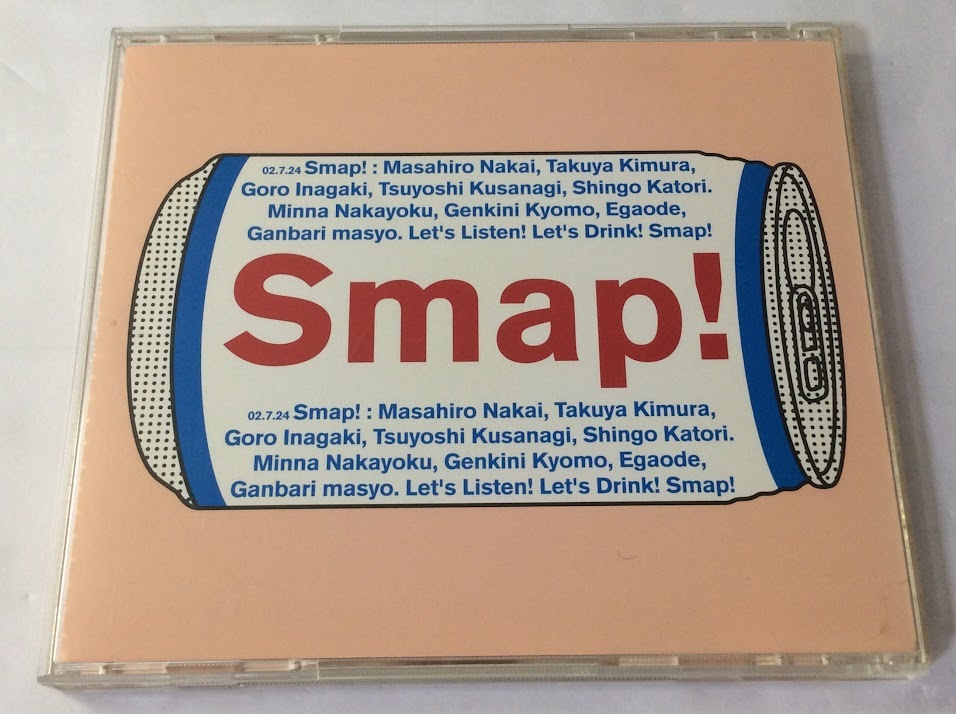 02.7.24 Smap! : Masahiro Nakai, Takuya Kimura,
Goro Inagaki, Tsuyoshi Kusanagi, Shingo Katori.
Minna Nakayoku, Genkini Kyomo, Egaode,
Ganbari masyo. Let's Listen! Let's Drink! Smap!
Smap!
02.7.24 Smap! : Masahiro Nakai, Takuya Kimura,
Goro Inagaki, Tsuyoshi Kusanagi, Shingo Katori.
Minna Nakayoku, Genkini Kyomo, Egaode,
Ganbari masyo. Let's Listen! Let's Drink! Smap!